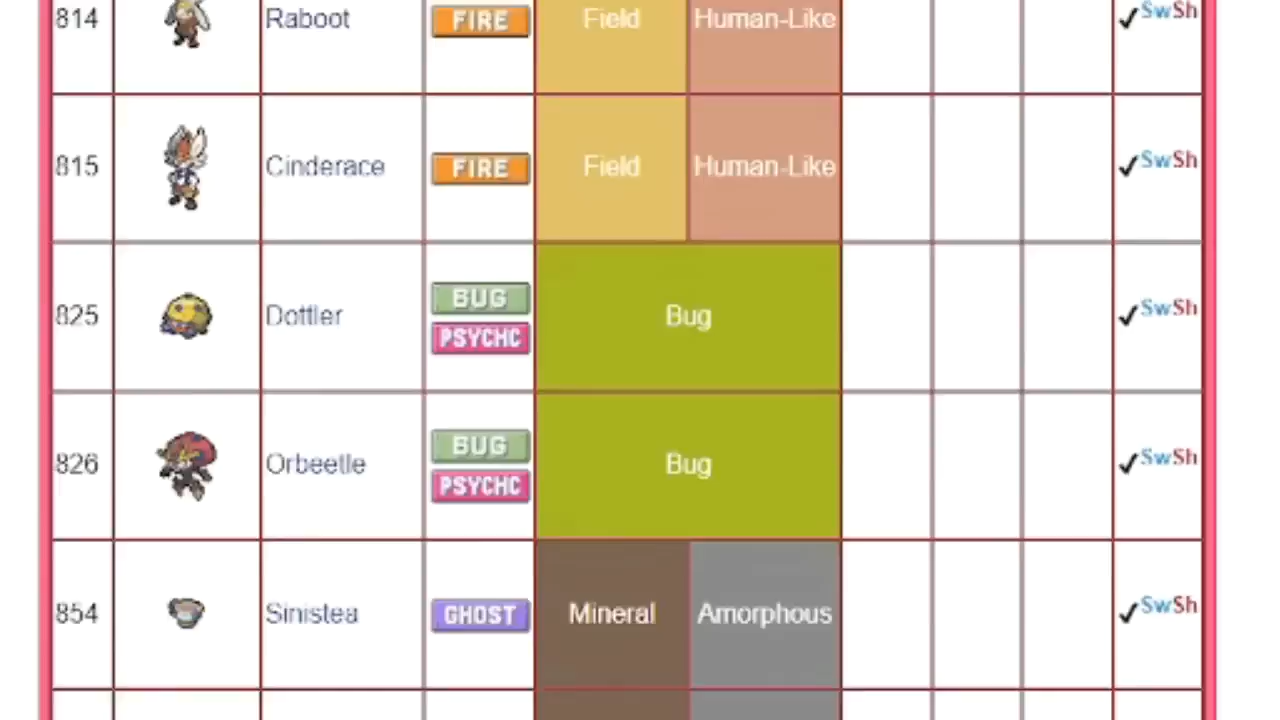 814 Raboot FIRE Field Human-Like ✓ SwSh
815 Cinderace FIRE Field Human-Like ✓ SwSh
825 Dottler BUG PSYCHC Bug ✓ SwSh
826 Orbeetle BUG PSYCHC Bug ✓ SwSh
854 Sinistea GHOST Mineral Amorphous ✓ SwSh